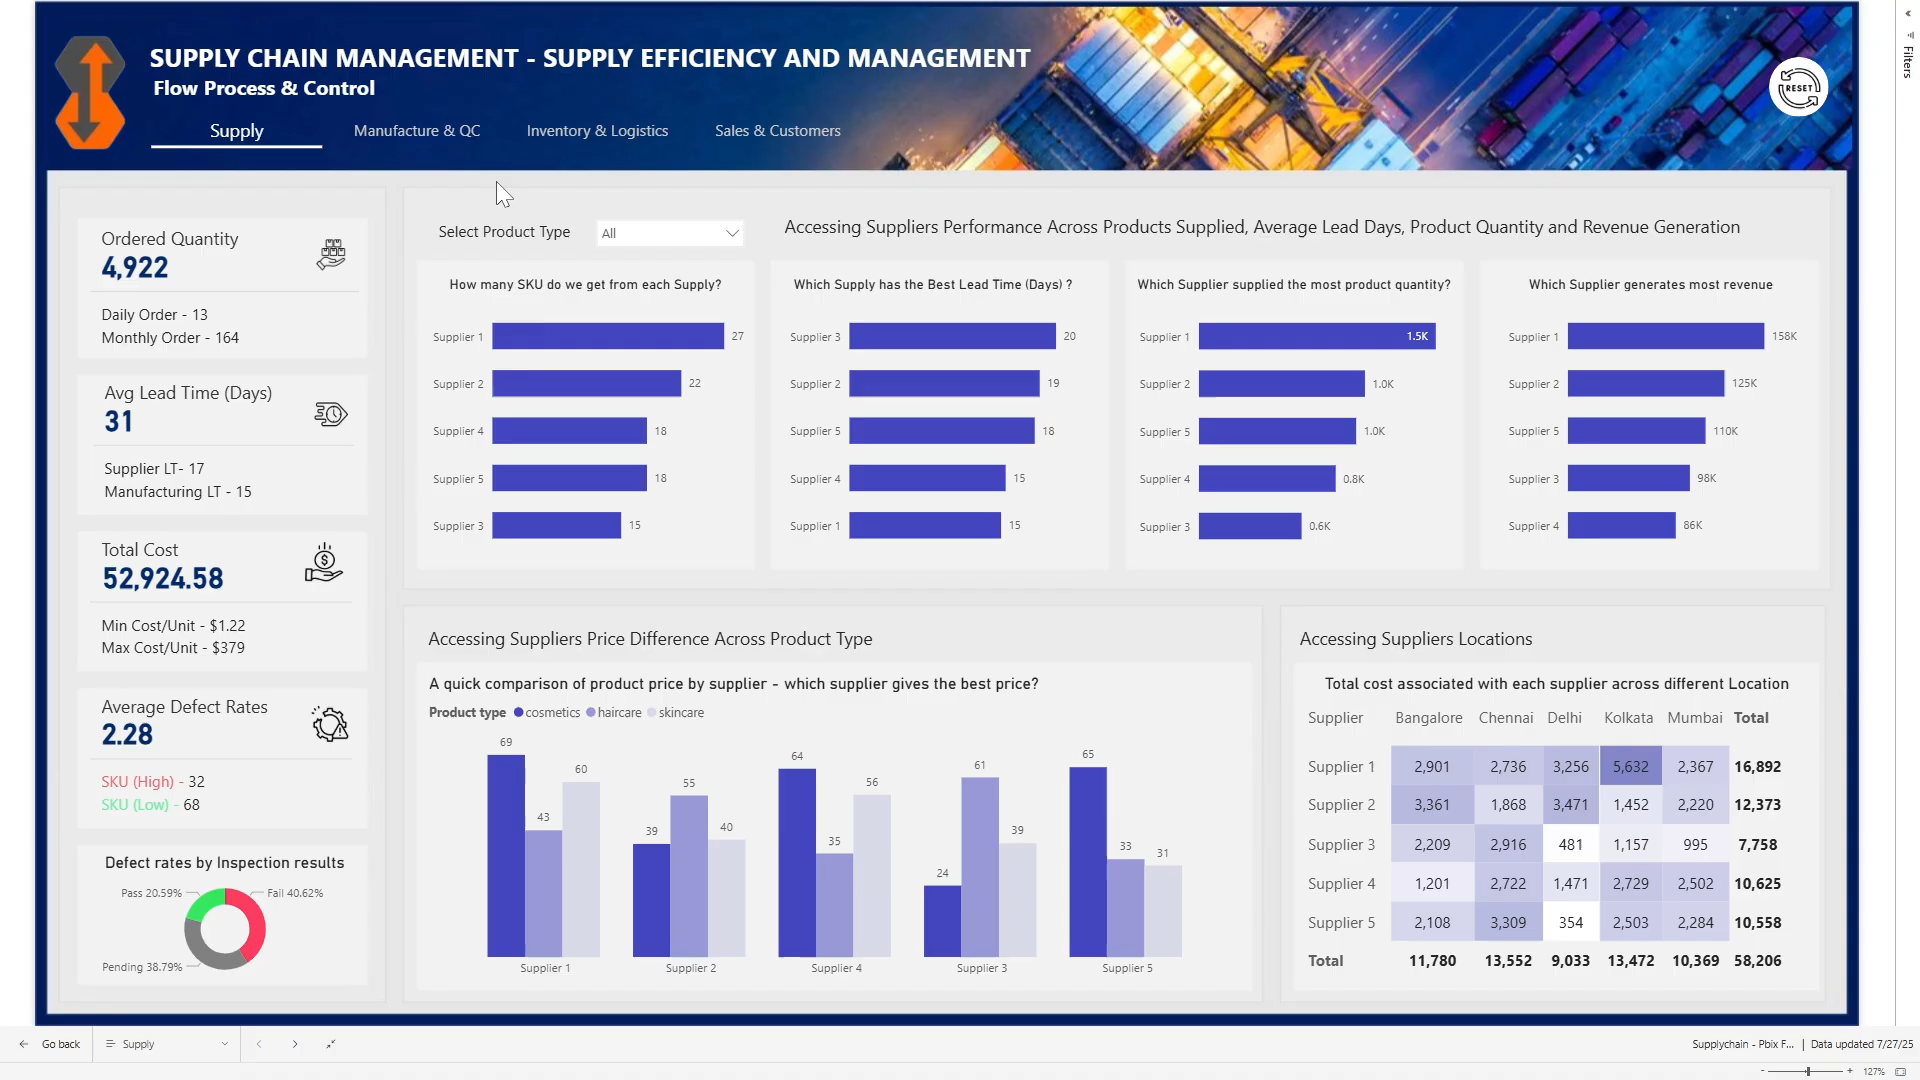 SUPPLY CHAIN MANAGEMENT - SUPPLY EFFICIENCY AND MANAGEMENT
Flow Process & Control
RESET
Filters
Supply
Manufacture & QC
Inventory & Logistics
Sales & Customers
Ordered Quantity
4,922
Daily Order - 13
Monthly Order - 164
Avg Lead Time (Days)
31
Supplier LT- 17
Manufacturing LT - 15
Total Cost
52,924.58
Min Cost/Unit - $1.22
Max Cost/Unit - $379
Average Defect Rates
2.28
SKU (High) - 32
SKU (Low) - 68
Defect rates by Inspection results
Pass 20.59%
Fail 40.62%
Pending 38.79%
Select Product Type
All
Accessing Suppliers Performance Across Products Supplied, Average Lead Days, Product Quantity and Revenue Generation
How many SKU do we get from each Supply?
Supplier 1 27
Supplier 2 22
Supplier 4 18
Supplier 5 18
Supplier 3 15
Which Supply has the Best Lead Time (Days) ?
Supplier 3 20
Supplier 2 19
Supplier 5 18
Supplier 4 15
Supplier 1 15
Which Supplier supplied the most product quantity?
Supplier 1 1.5K
Supplier 2 1.0K
Supplier 5 1.0K
Supplier 4 0.8K
Supplier 3 0.6K
Which Supplier generates most revenue
Supplier 1 158K
Supplier 2 125K
Supplier 5 110K
Supplier 3 98K
Supplier 4 86K
Accessing Suppliers Price Difference Across Product Type
A quick comparison of product price by supplier - which supplier gives the best price?
Product type cosmetics haircare skincare
69 43 60
39 55 40
64 35 56
24 61 39
65 33 31
Supplier 1 Supplier 2 Supplier 4 Supplier 3 Supplier 5
Accessing Suppliers Locations
Total cost associated with each supplier across different Location
Supplier Bangalore Chennai Delhi Kolkata Mumbai Total
Supplier 1 2,901 2,736 3,256 5,632 2,367 16,892
Supplier 2 3,361 1,868 3,471 1,452 2,220 12,373
Supplier 3 2,209 2,916 481 1,157 995 7,758
Supplier 4 1,201 2,722 1,471 2,729 2,502 10,625
Supplier 5 2,108 3,309 354 2,503 2,284 10,558
Total 11,780 13,552 9,033 13,472 10,369 58,206
Go back
Supply
Supplychain - Pbix F... | Data updated 7/27/25
- + 127%